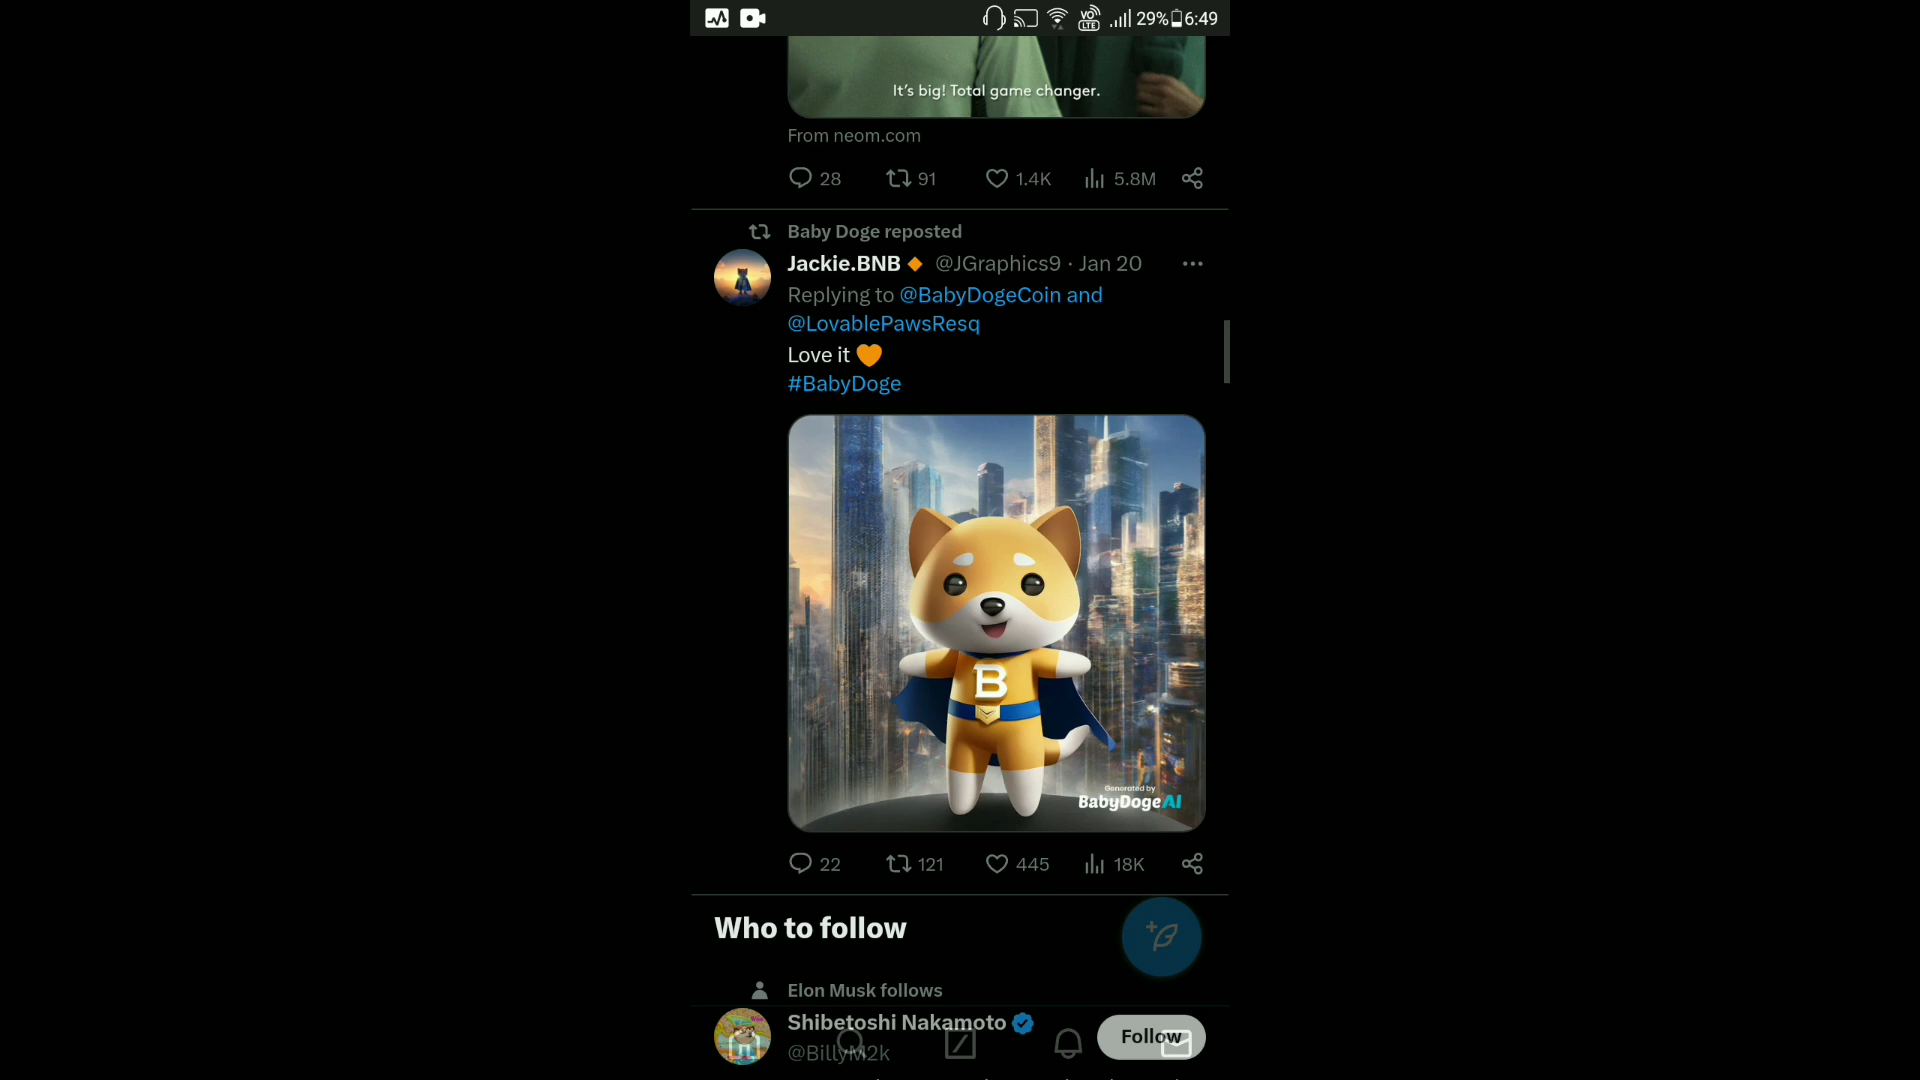 29% 6:49
VO LTE
It's big! Total game changer.
From neom.com
28 91 1.4K 5.8M
Baby Doge reposted
Jackie.BNB🔸 @JGraphics9 · Jan 20
Replying to @BabyDogeCoin and
@LovablePawsResq
Love it 🧡
#BabyDoge
B
Generated by
BabyDoge AI
22 121 445 18K
Who to follow
Elon Musk follows
Shibetoshi Nakamoto
Follow
@BillyM2k